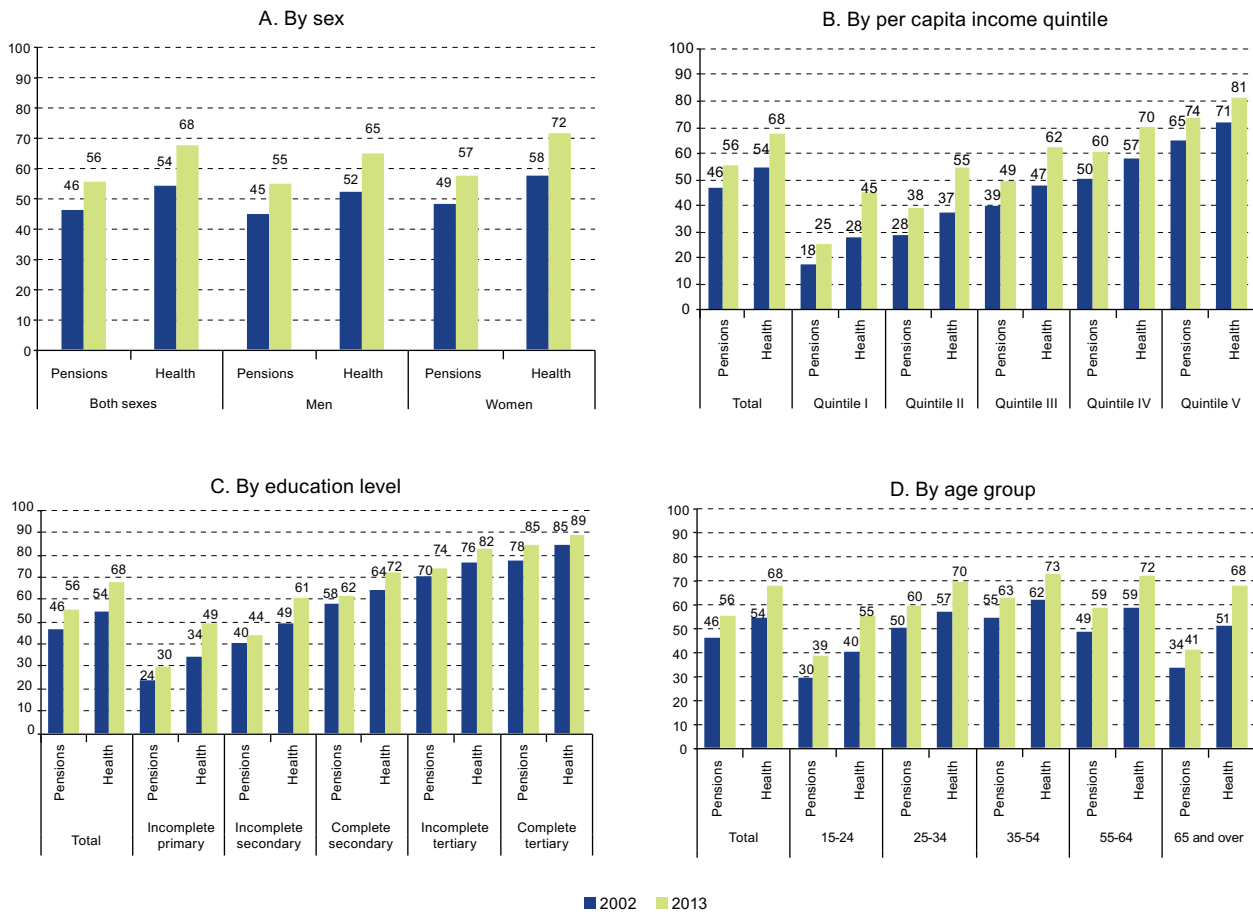 A. By sex
100
90
80
70
60
50
40
30
20
10
0
46 56 54 68 45 55 52 65 49 57 58 72
Pensions Health Pensions Health Pensions Health
Both sexes Men Women
B. By per capita income quintile
100
90
80
70
60
50
40
30
20
10
0
46 56 54 68 18 25 28 45 28 38 37 55 39 49 47 62 50 60 57 70 65 74 71 81
Pensions Health Pensions Health Pensions Health Pensions Health Pensions Health Pensions Health
Total Quintile I Quintile II Quintile III Quintile IV Quintile V
C. By education level
100
90
80
70
60
50
40
30
20
10
0
46 56 54 68 24 30 34 49 40 44 49 61 58 62 64 72 70 74 76 82 78 85 85 89
Pensions Health Pensions Health Pensions Health Pensions Health Pensions Health Pensions Health
Total Incomplete primary Incomplete secondary Complete secondary Incomplete tertiary Complete tertiary
D. By age group
100
90
80
70
60
50
40
30
20
10
0
46 56 54 68 30 39 40 55 50 60 57 70 55 63 62 73 49 59 59 72 34 41 51 68
Pensions Health Pensions Health Pensions Health Pensions Health Pensions Health Pensions Health
Total 15-24 25-34 35-54 55-64 65 and over
2002 2013